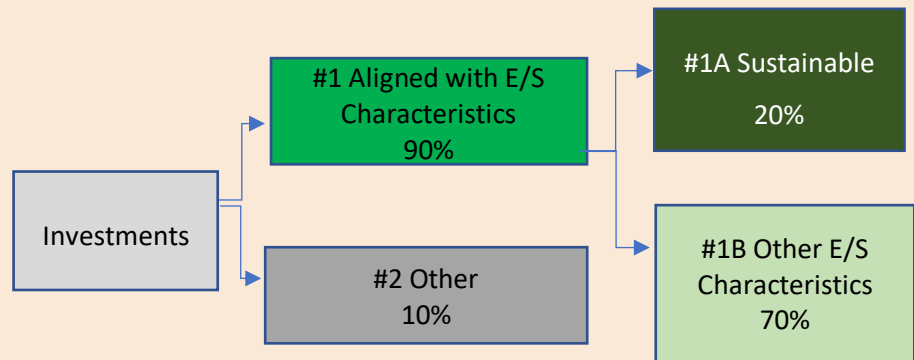 Investments
#1 Aligned with E/S
Characteristics
90%
#2 Other
10%
#1A Sustainable
20%
#1B Other E/S
Characteristics
70%